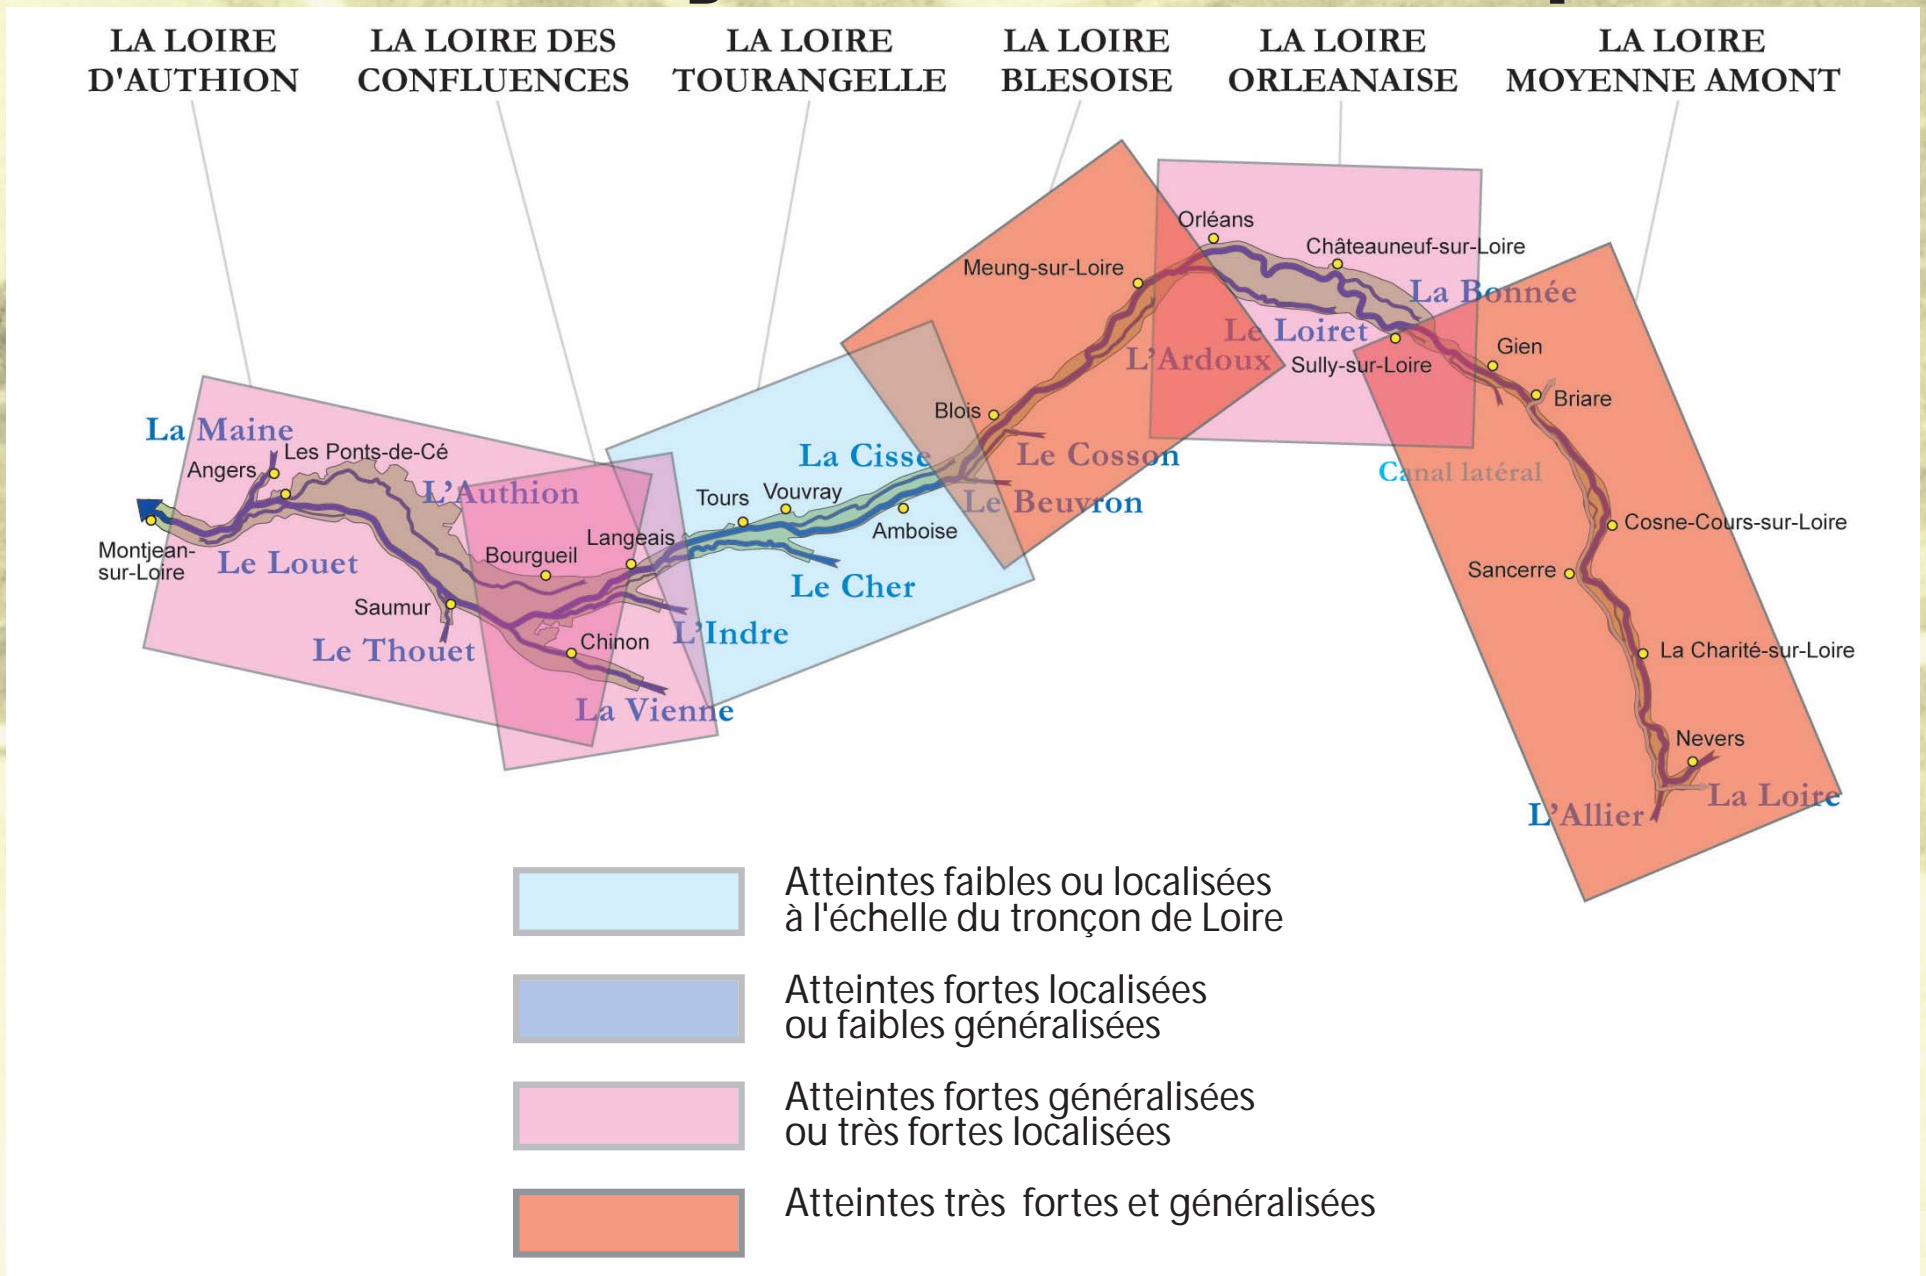 LA LOIRE
D'AUTHION
LA LOIRE DES
CONFLUENCES
LA LOIRE
TOURANGELLE
LA LOIRE
BLESOISE
LA LOIRE
ORLEANAISE
LA LOIRE
MOYENNE AMONT
Orléans
Châteauneuf-sur-Loire
Meung-sur-Loire
La Bonnée
Le Loiret
L'Ardoux
Sully-sur-Loire
Gien
Briare
Blois
La Maine
Les Ponts-de-Cé
Angers
La Cisse
Le Cosson
Canal latéral
L'Authion
Tours
Vouvray
Le Beuvron
Amboise
Cosne-Cours-sur-Loire
Montjean-
sur-Loire
Le Louet
Bourgueil
Langeais
Le Cher
Sancerre
Saumur
Le Thouet
Chinon
L'Indre
La Charité-sur-Loire
La Vienne
Nevers
La Loire
L'Allier
Atteintes faibles ou localisées
à l'échelle du tronçon de Loire
Atteintes fortes localisées
ou faibles généralisées
Atteintes fortes généralisées
ou très fortes localisées
Atteintes très fortes et généralisées